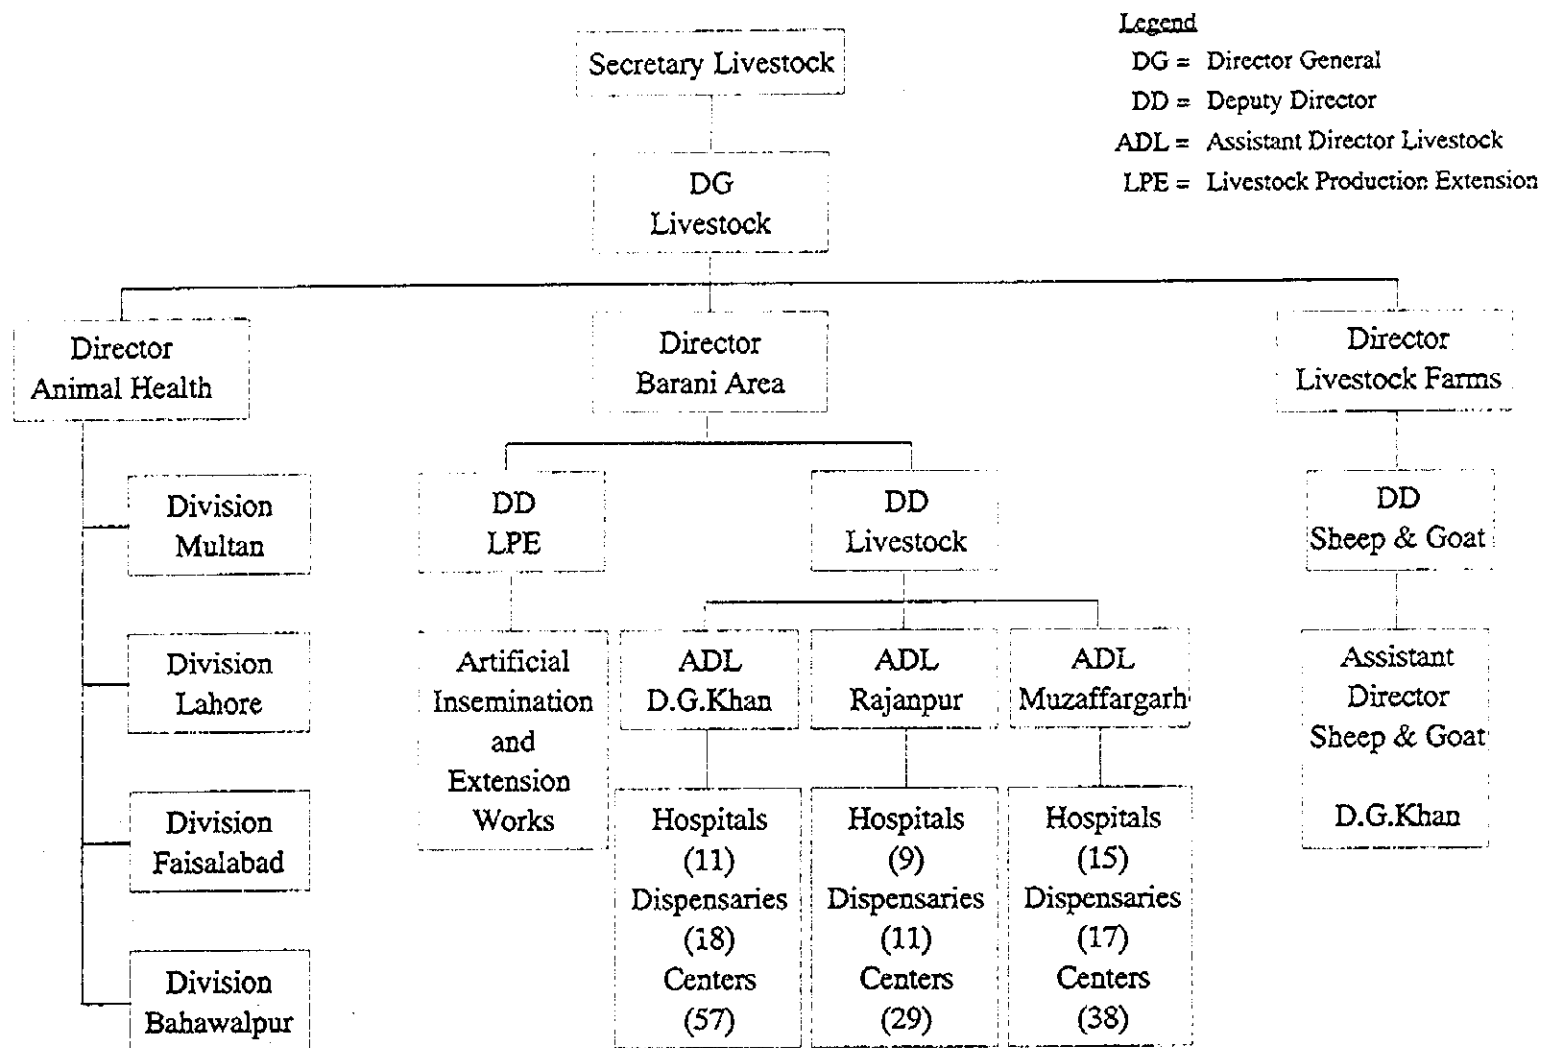 Legend
DG = Director General
DD = Deputy Director
ADL = Assistant Director Livestock
LPE = Livestock Production Extension
Secretary Livestock
DG
Livestock
Director
Animal Health
Director
Barani Area
Director
Livestock Farms
Division
Multan
Division
Lahore
Division
Faisalabad
Division
Bahawalpur
DD
LPE
DD
Livestock
DD
Sheep & Goat
Artificial
Insemination
and
Extension
Works
ADL
D.G.Khan
ADL
Rajanpur
ADL
Muzaffargarh
Assistant
Director
Sheep & Goat
D.G.Khan
Hospitals
(11)
Dispensaries
(18)
Centers
(57)
Hospitals
(9)
Dispensaries
(11)
Centers
(29)
Hospitals
(15)
Dispensaries
(17)
Centers
(38)